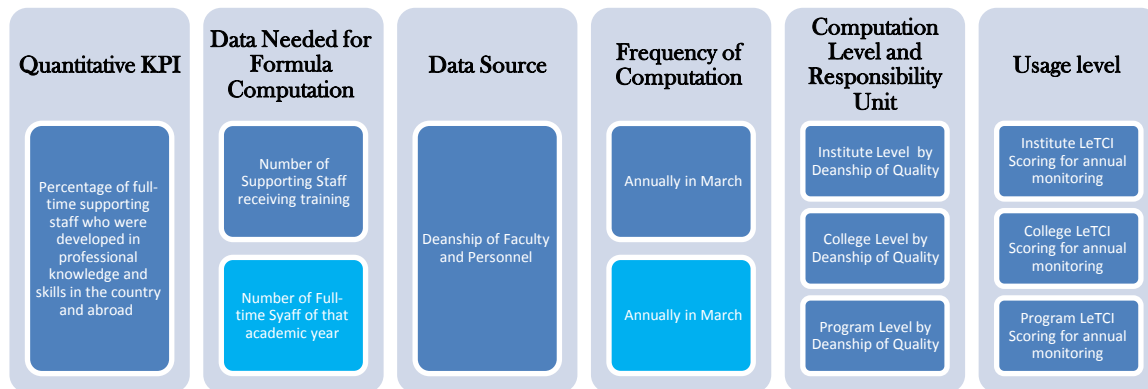 Quantitative KPI
Percentage of full-
time supporting
staff who were
developed in
professional
knowledge and
skills in the country
and abroad
Data Needed for
Formula
Computation
Number of
Supporting Staff
receiving training
Number of Full-
time Syaff of that
academic year
Data Source
Deanship of Faculty
and Personnel
Frequency of
Computation
Annually in March
Annually in March
Computation
Level and
Responsibility
Unit
Institute Level by
Deanship of Quality
College Level by
Deanship of Quality
Program Level by
Deanship of Quality
Usage level
Institute LeTCI
Scoring for annual
monitoring
College LeTCI
Scoring for annual
monitoring
Program LeTCI
Scoring for annual
monitoring